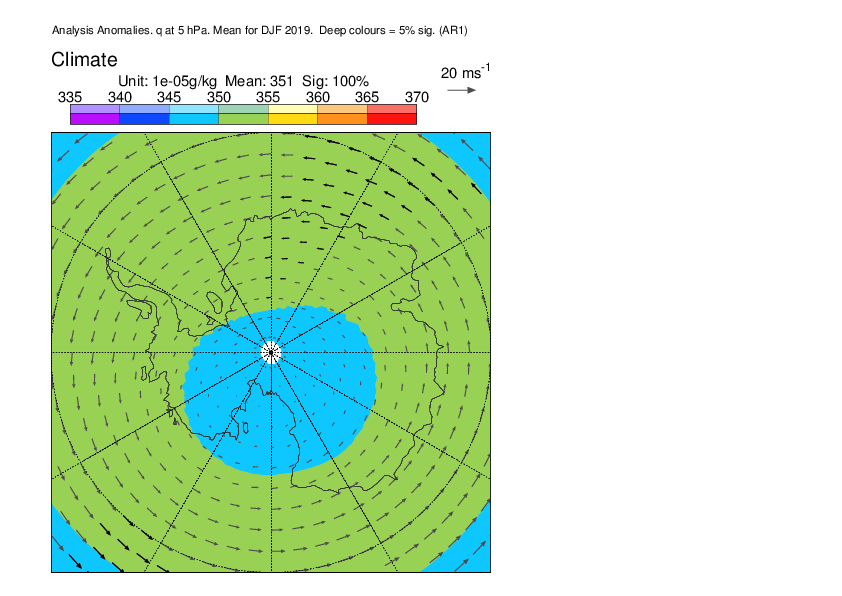 Analysis Anomalies. q at 5 hPa. Mean for DJF 2019.  Deep colours = 5% sig. (AR1)
Climate
20 ms-1
Unit: 1e-05g/kg  Mean: 351  Sig: 100%
335 340 345 350 355 360 365 370